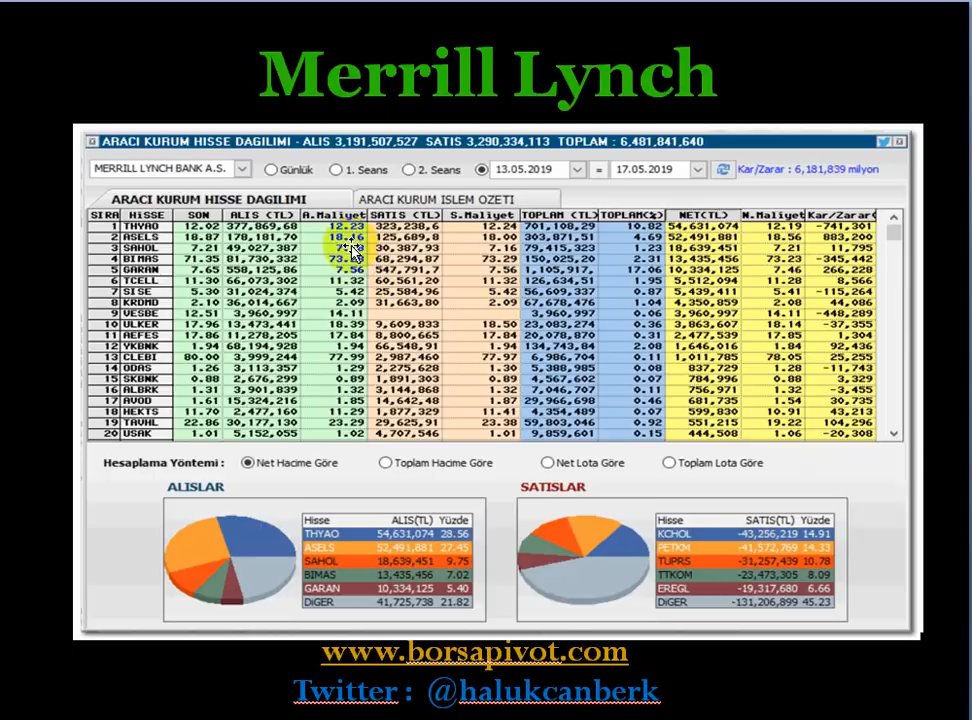 Merrill Lynch
ARACI KURUM HISSE DAGILIMI - ALIS 3,191,507,527 SATIS 3,290,334,113 TOPLAM : 6,481,841,640
MERRILL LYNCH BANK A.S. Günlük 1. Seans 2. Seans 13.05.2019 = 17.05.2019 Kar/Zarar : 6,181,839 milyon
ARACI KURUM HISSE DAGILIMI ARACI KURUM ISLEM OZETI
SIRA HISSE SON ALIS (TL) A.Maliyet SATIS (TL) S.Maliyet TOPLAM (TL) TOPLAM(%) NET(TL) N.Maliyet Kar/Zarar(
1 THYAO 12.02 377,869,68 12.23 323,238,6 12.24 701,108,29 10.82 54,631,074 12.19 -741,301
2 ASELS 18.87 178,181,70 18.16 125,689,8 18.00 303,871,51 4.69 52,491,881 18.56 883,200
3 SAHOL 7.21 49,027,387 30,387,93 7.16 79,415,323 1.23 18,639,451 7.21 11,795
4 BIMAS 71.35 81,730,332 68,294,87 73.29 150,025,20 2.31 13,435,456 73.23 -345,442
5 GARAN 7.65 558,125,86 7.56 547,791,7 7.56 1,105,917, 17.06 10,334,125 7.46 266,228
6 TCELL 11.30 66,073,302 11.32 60,561,20 11.32 126,634,51 1.95 5,512,094 11.28 8,566
7 SISE 5.30 31,024,374 5.42 25,584,96 5.42 56,609,337 0.87 5,439,411 5.41 -115,264
8 KRDMD 2.10 36,014,667 2.09 31,663,80 2.09 67,678,476 1.04 4,350,859 2.08 44,086
9 VESBE 12.51 3,960,997 14.11 3,960,997 0.06 3,960,997 14.11 -448,289
10 ULKER 17.96 13,473,441 18.39 9,609,833 18.50 23,083,274 0.36 3,863,607 18.14 -37,355
11 AEFES 17.86 11,278,205 17.84 8,800,665 17.84 20,078,870 0.31 2,477,539 17.85 1,304
12 YKBNK 1.94 68,194,928 1.94 66,548,91 1.94 134,743,84 2.08 1,646,016 1.84 92,436
13 CLEBI 80.00 3,999,244 77.99 2,987,460 77.97 6,986,704 0.11 1,011,785 78.05 25,255
14 ODAS 1.26 3,113,357 1.29 2,275,628 1.30 5,388,985 0.08 837,729 1.28 -11,743
15 SKBNK 0.88 2,676,299 0.89 1,891,303 0.89 4,567,602 0.07 784,996 0.88 3,329
16 ALBRK 1.31 3,901,839 1.32 3,144,868 1.32 7,046,707 0.11 756,971 1.32 -3,455
17 AVOD 1.61 15,324,216 1.85 14,642,48 1.87 29,966,698 0.46 681,735 1.54 30,735
18 HEKTS 11.70 2,477,160 11.29 1,877,329 11.41 4,354,489 0.07 599,830 10.91 43,213
19 TAVHL 22.86 30,177,130 23.29 29,625,91 23.38 59,803,046 0.92 551,215 19.22 104,296
20 USAK 1.01 5,152,055 1.02 4,707,546 1.01 9,859,601 0.15 444,508 1.06 -20,308
Hesaplama Yöntemi : Net Hacime Göre Toplam Hacime Göre Net Lota Göre Toplam Lota Göre
ALISLAR SATISLAR
Hisse ALIS(TL) Yüzde
THYAO 54,631,074 28.56
ASELS 52,491,881 27.45
SAHOL 18,639,451 9.75
BIMAS 13,435,456 7.02
GARAN 10,334,125 5.40
DIGER 41,725,738 21.82
Hisse SATIS(TL) Yüzde
KCHOL -43,256,219 14.91
PETKM -41,572,769 14.33
TUPRS -31,257,439 10.78
TTKOM -23,473,305 8.09
EREGL -19,317,680 6.66
DIGER -131,206,899 45.23
www.borsapivot.com
Twitter : @halukcanberk